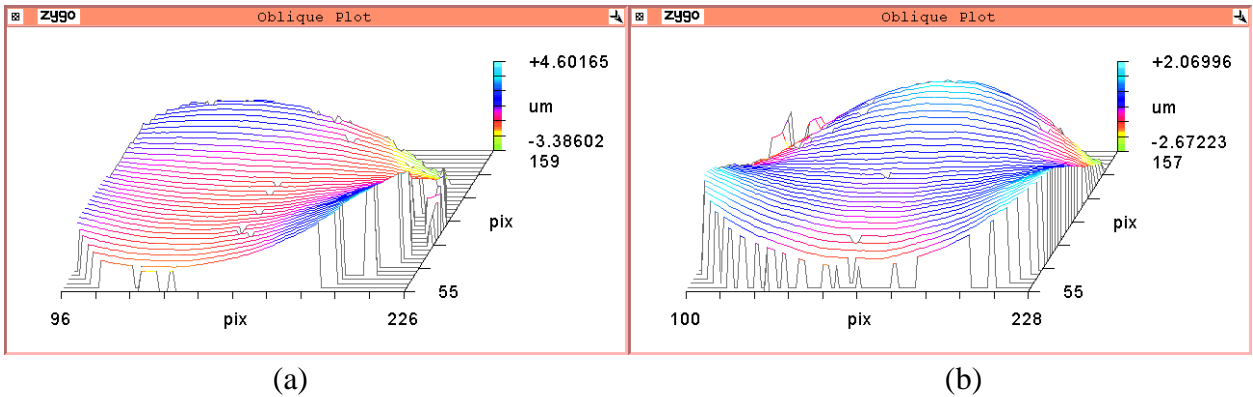 zygo Oblique Plot
+4.60165
um
-3.38602
159
pix
55
96 pix 226
(a)
zygo Oblique Plot
+2.06996
um
-2.67223
157
pix
55
100 pix 228
(b)